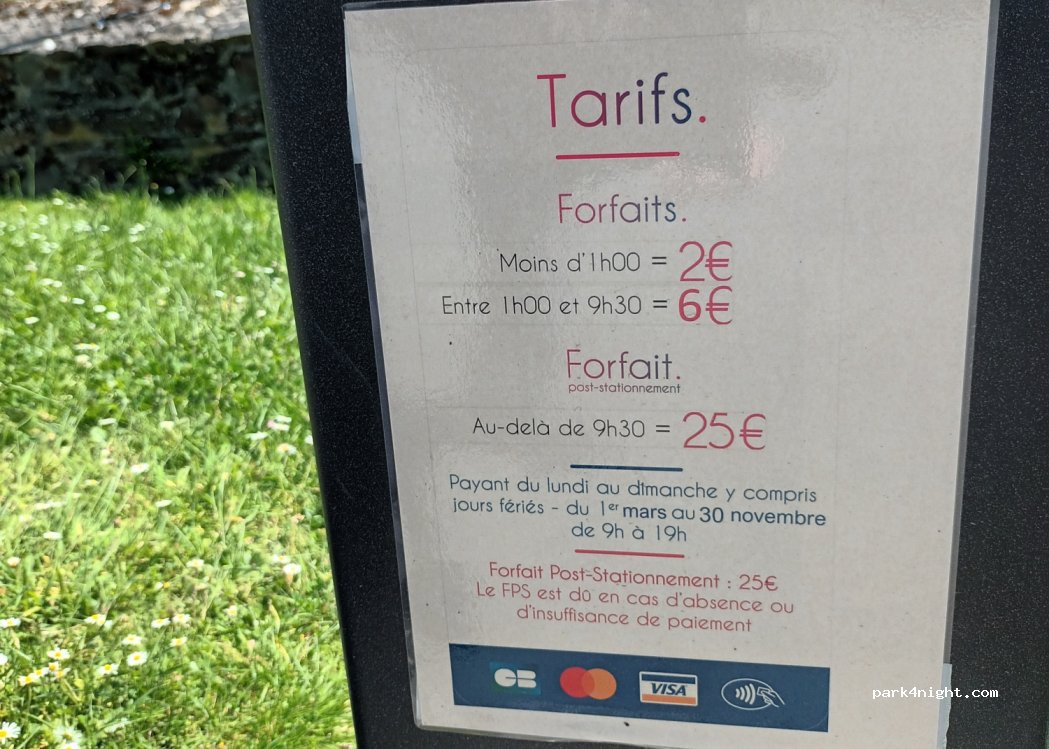 Tarifs.
Forfaits.
Moins d'1h00 = 2€
Entre 1h00 et 9h30 = 6€
Forfait.
post-stationnement
Au-delà de 9h30 = 25€
Payant du lundi au dimanche y compris
jours fériés - du 1er mars au 30 novembre
de 9h à 19h
Forfait Post-Stationnement : 25€
Le FPS est dû en cas d'absence ou
d'insuffisance de paiement
CB VISA
park4night.com